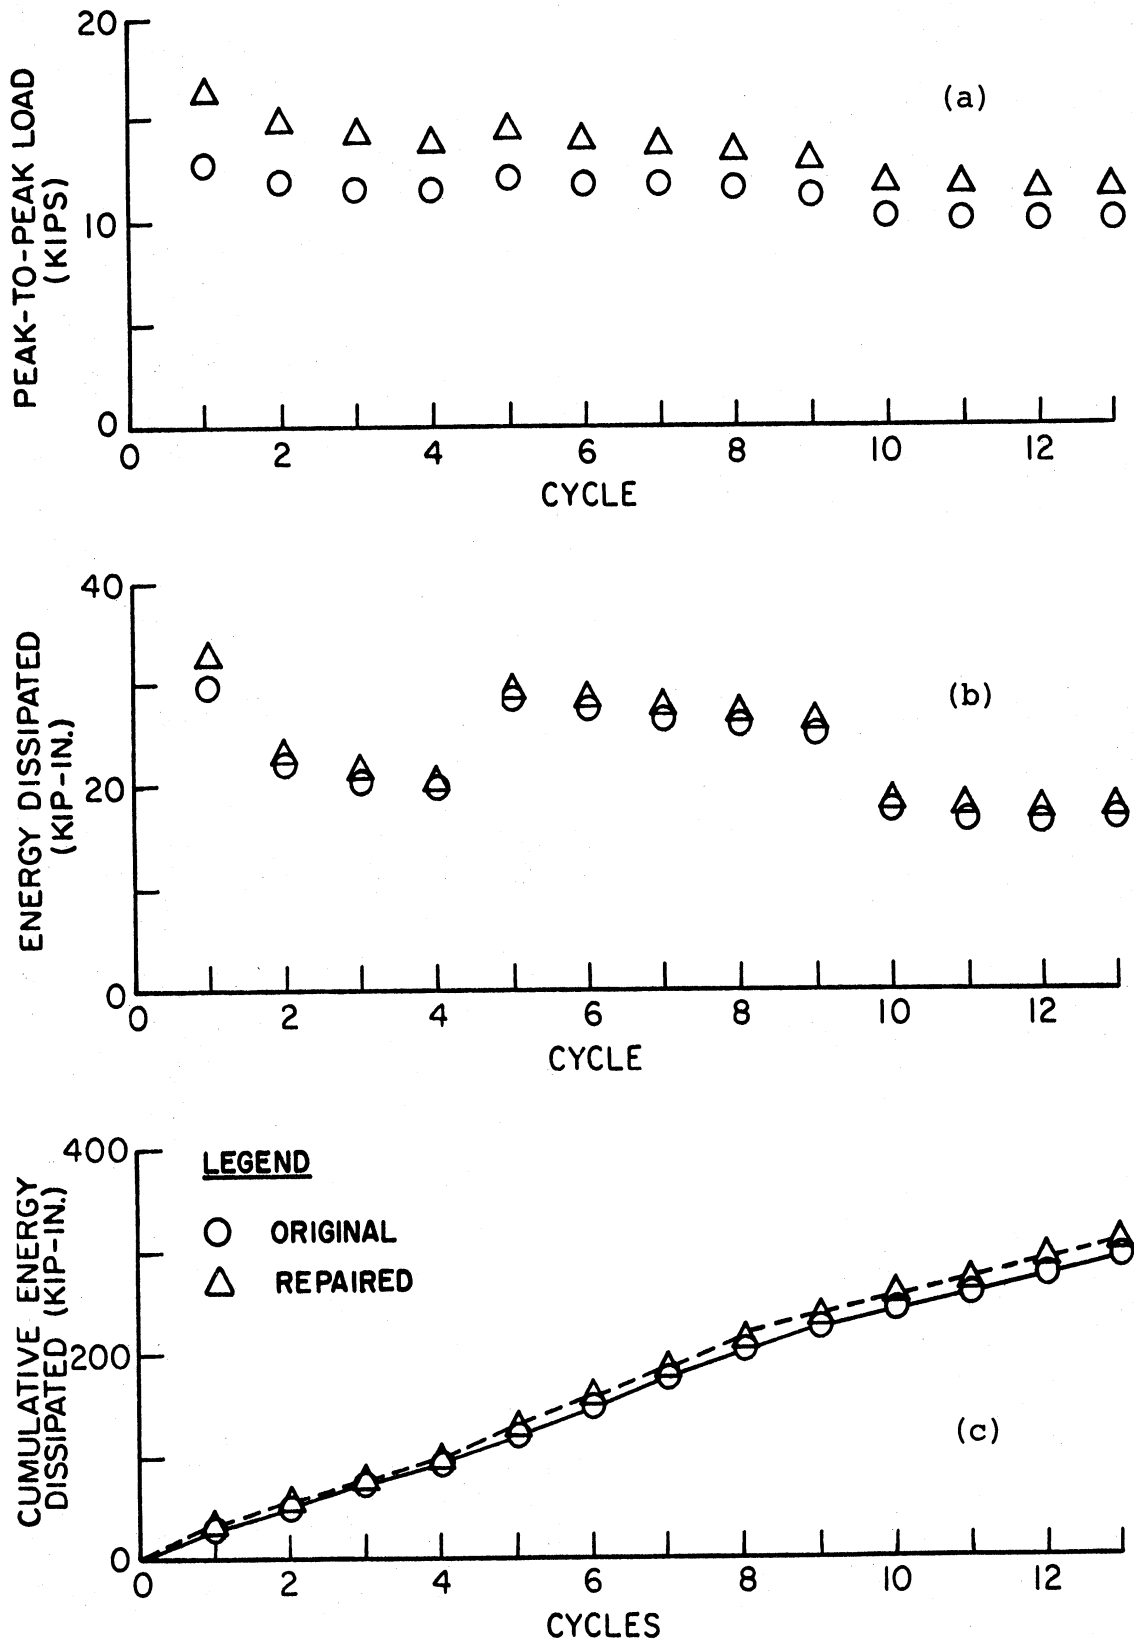 20
10
0
PEAK-TO-PEAK LOAD
(KIPS)
(a)
0 2 4 6 8 10 12
CYCLE
40
20
0
ENERGY DISSIPATED
(KIP-IN.)
(b)
0 2 4 6 8 10 12
CYCLE
400
200
0
CUMULATIVE ENERGY
DISSIPATED (KIP-IN.)
LEGEND
ORIGINAL
REPAIRED
(c)
0 2 4 6 8 10 12
CYCLES